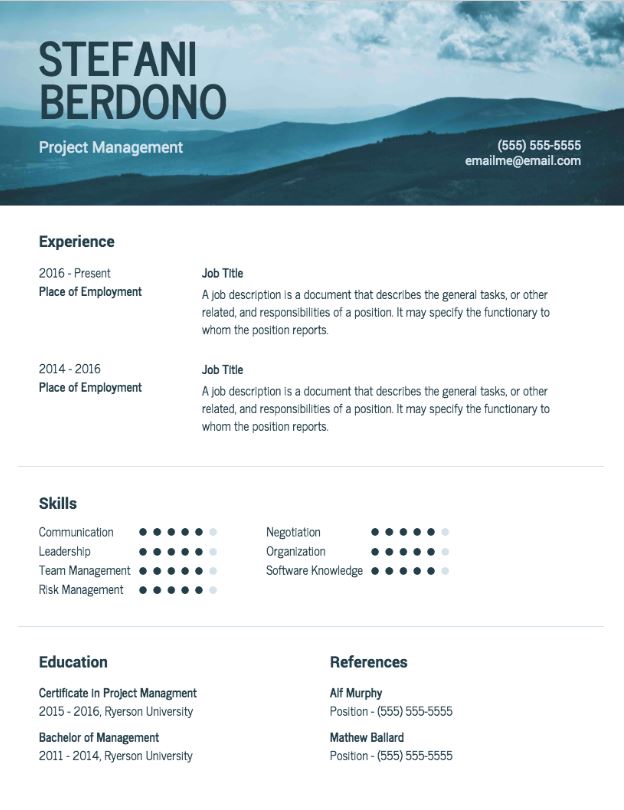 STEFANI
BERDONO
Project Management
(555) 555-5555
emailme@email.com
Experience
2016 - Present
Place of Employment
Job Title
A job description is a document that describes the general tasks, or other
related, and responsibilities of a position. It may specify the functionary to
whom the position reports.
2014 - 2016
Place of Employment
Job Title
A job description is a document that describes the general tasks, or other
related, and responsibilities of a position. It may specify the functionary to
whom the position reports.
Skills
Communication
Leadership
Team Management
Risk Management
Negotiation
Organization
Software Knowledge
Education
Certificate in Project Managment
2015 - 2016, Ryerson University
Bachelor of Management
2011 - 2014, Ryerson University
References
Alf Murphy
Position - (555) 555-5555
Mathew Ballard
Position - (555) 555-5555